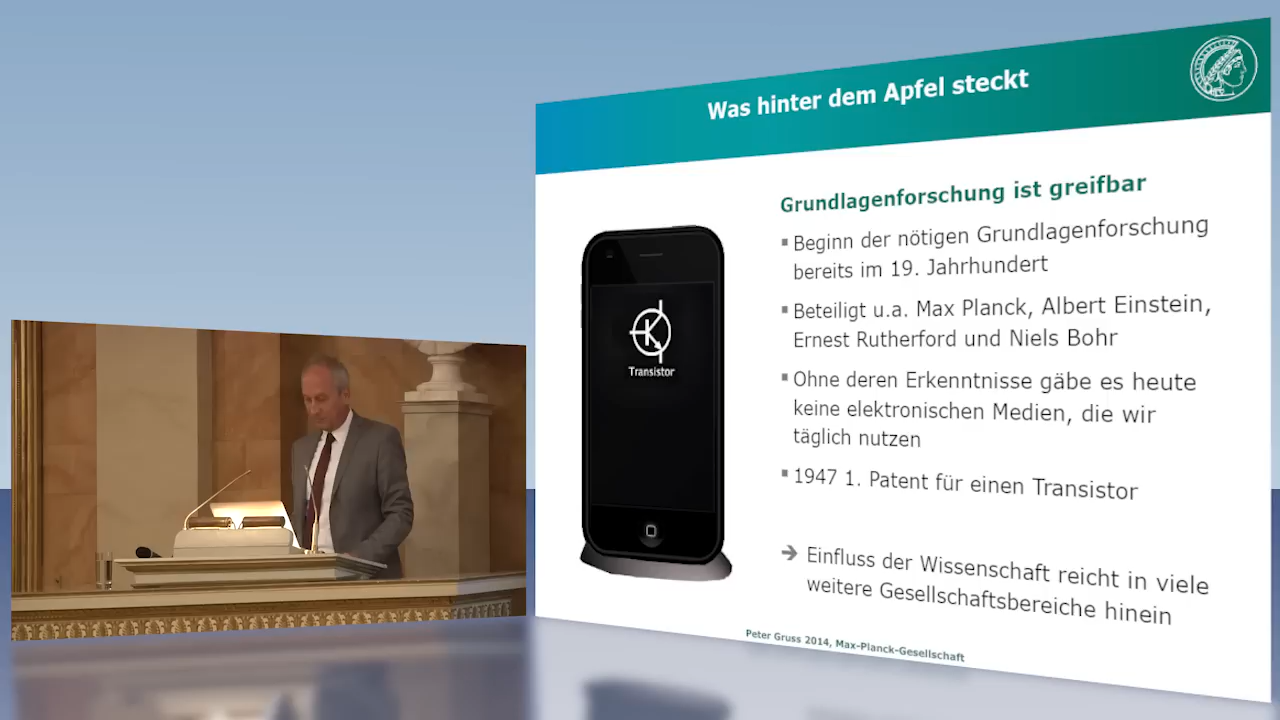 Was hinter dem Apfel steckt
Grundlagenforschung ist greifbar
▪ Beginn der nötigen Grundlagenforschung
bereits im 19. Jahrhundert
▪ Beteiligt u.a. Max Planck, Albert Einstein,
Ernest Rutherford und Niels Bohr
▪ Ohne deren Erkenntnisse gäbe es heute
keine elektronischen Medien, die wir
täglich nutzen
▪ 1947 1. Patent für einen Transistor
→ Einfluss der Wissenschaft reicht in viele
weitere Gesellschaftsbereiche hinein
Transistor
Peter Gruss 2014, Max-Planck-Gesellschaft